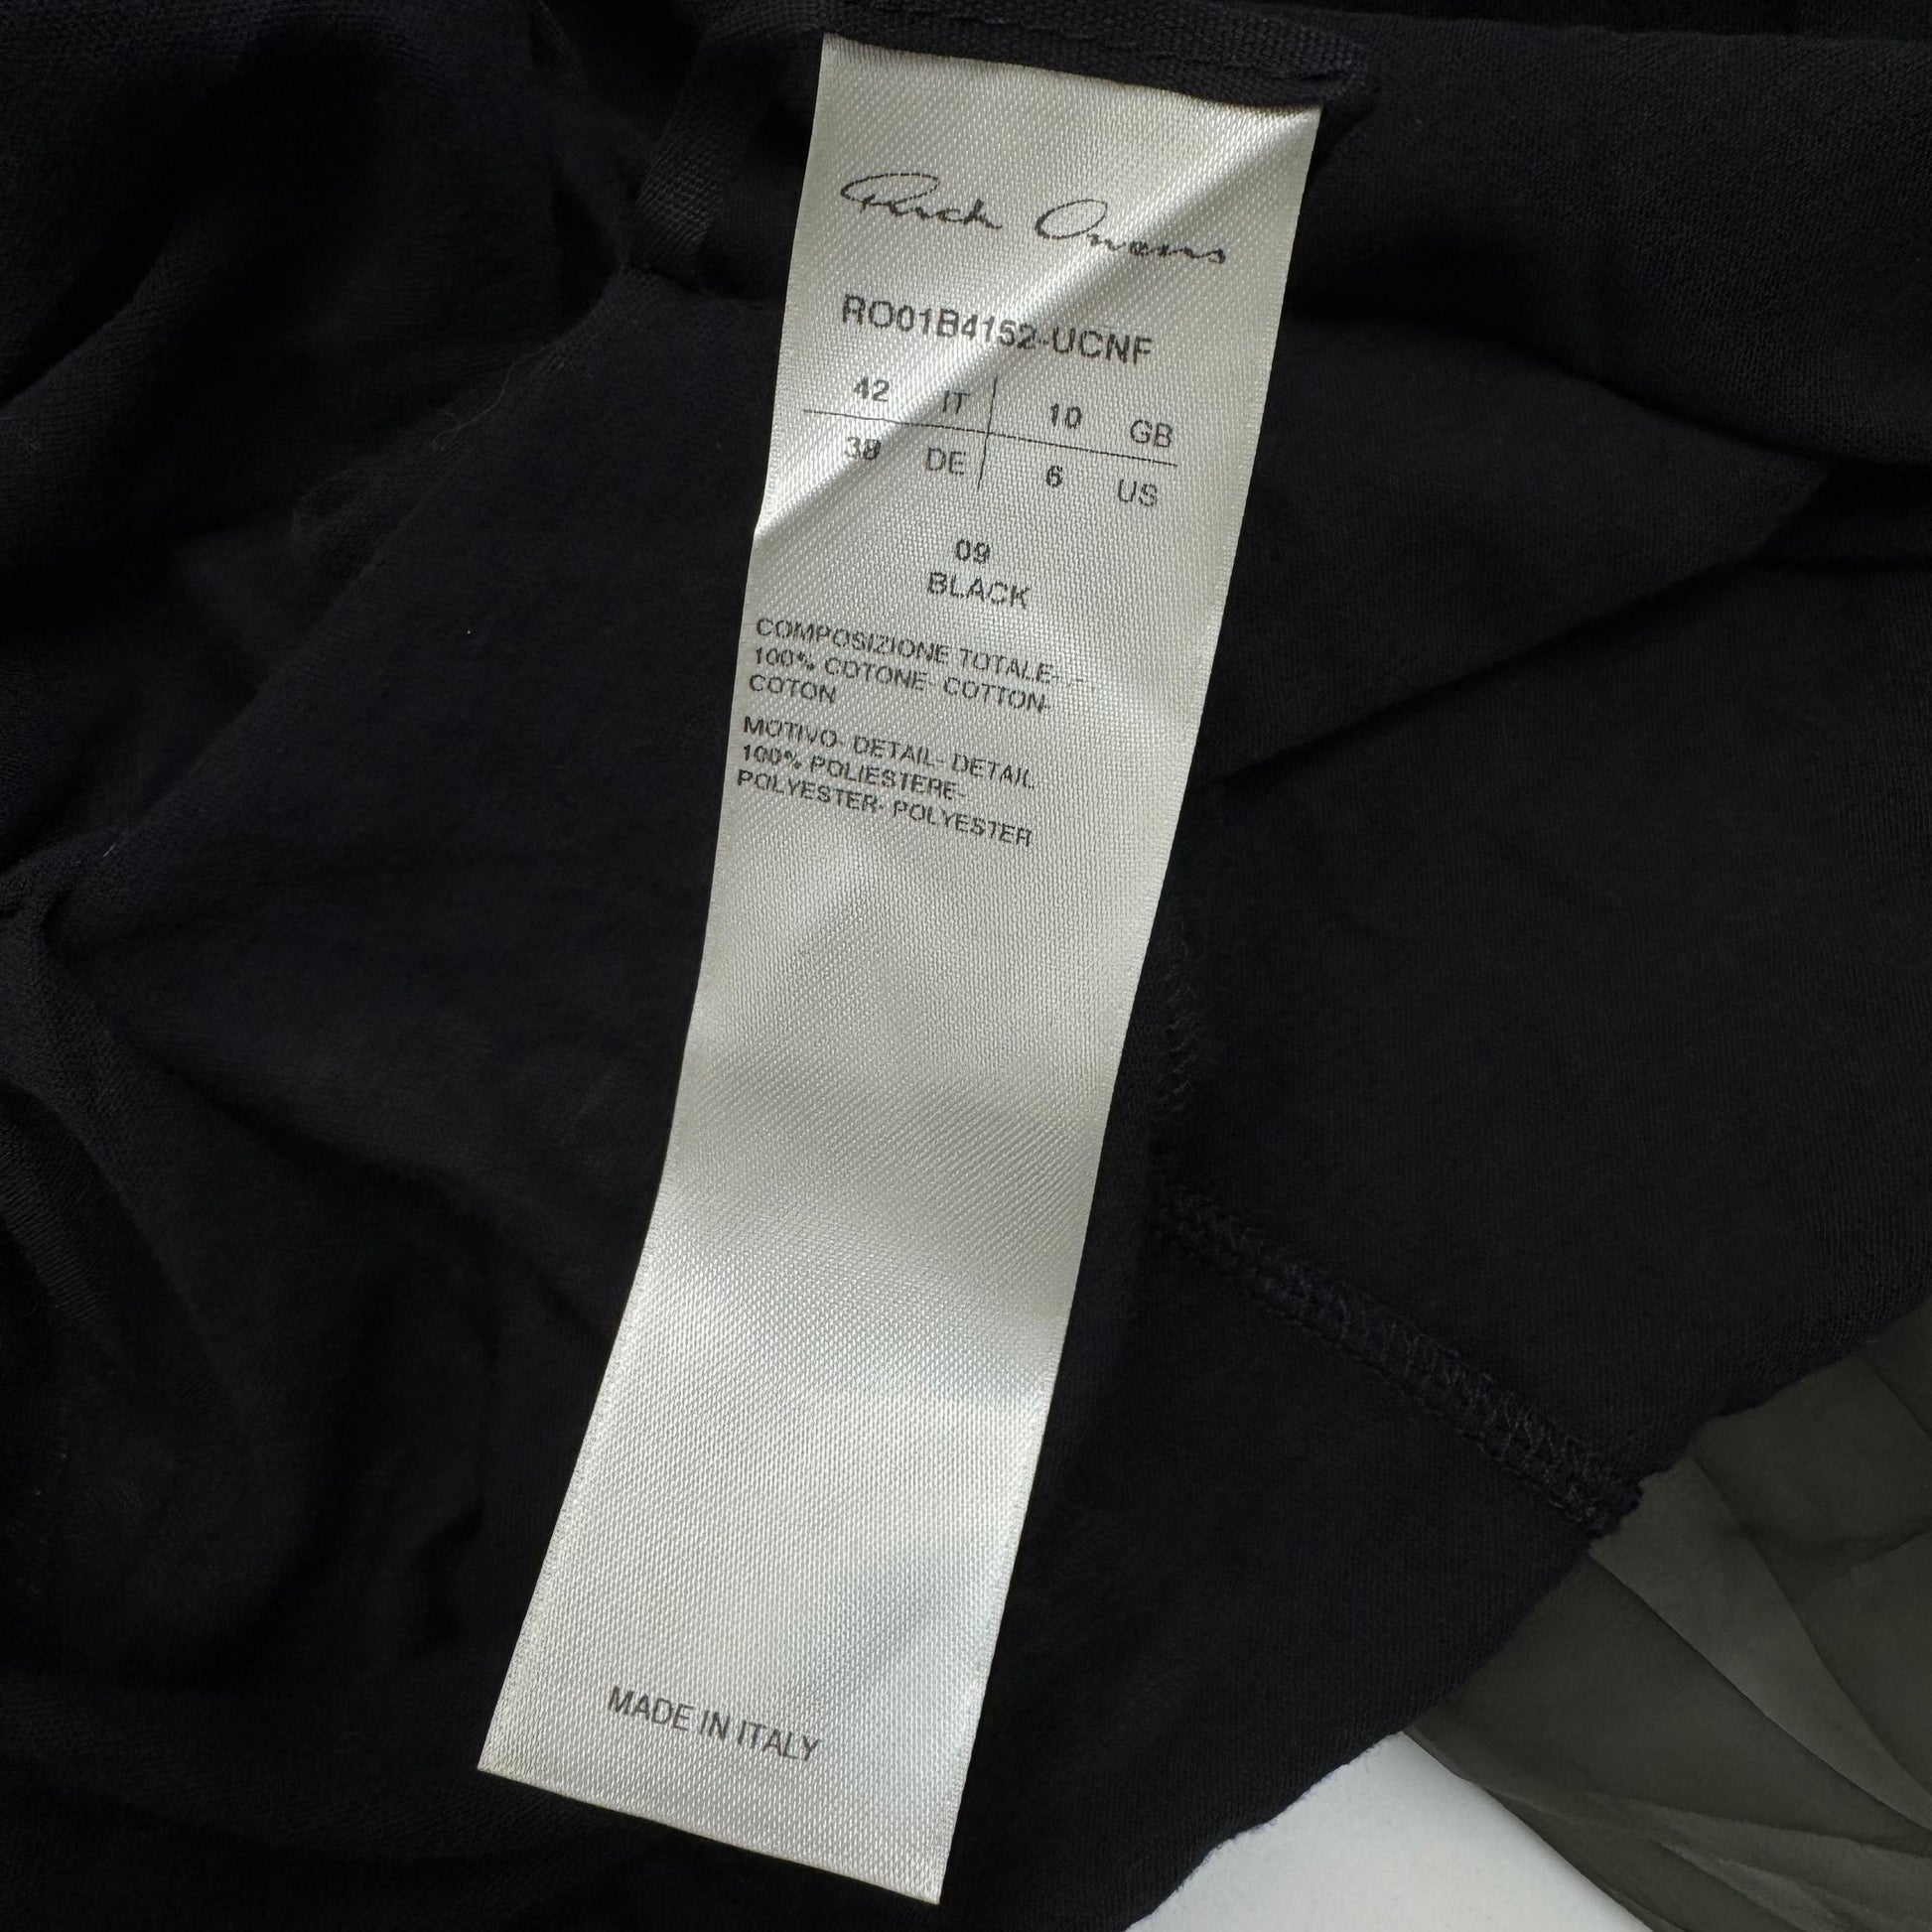 Rick Owens
RO01B4152-UCNF
42 IT 10 GB
38 DE 6 US
09
BLACK
COMPOSIZIONE TOTALE- -
100% COTONE- COTTON-
COTON
MOTIVO- DETAIL- DETAIL
100% POLIESTERE-
POLYESTER- POLYESTER
MADE IN ITALY